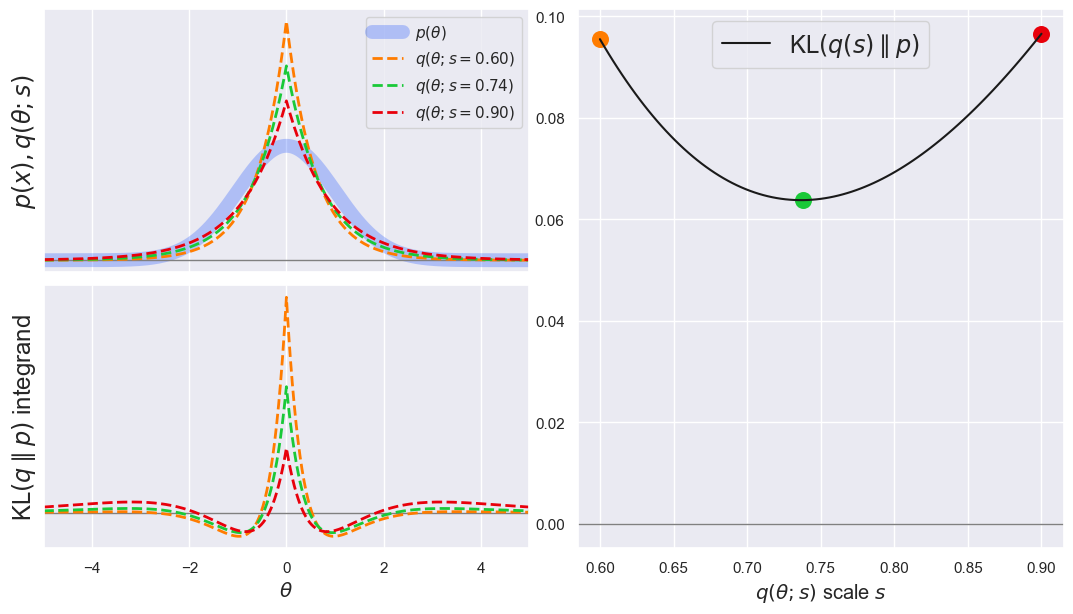 p(x), q(θ; s)
p(θ)
q(θ; s = 0.60)
q(θ; s = 0.74)
q(θ; s = 0.90)
KL(q ∥ p) integrand
−4 −2 0 2 4
θ
KL(q(s) ∥ p)
0.10
0.08
0.06
0.04
0.02
0.00
0.60 0.65 0.70 0.75 0.80 0.85 0.90
q(θ; s) scale s